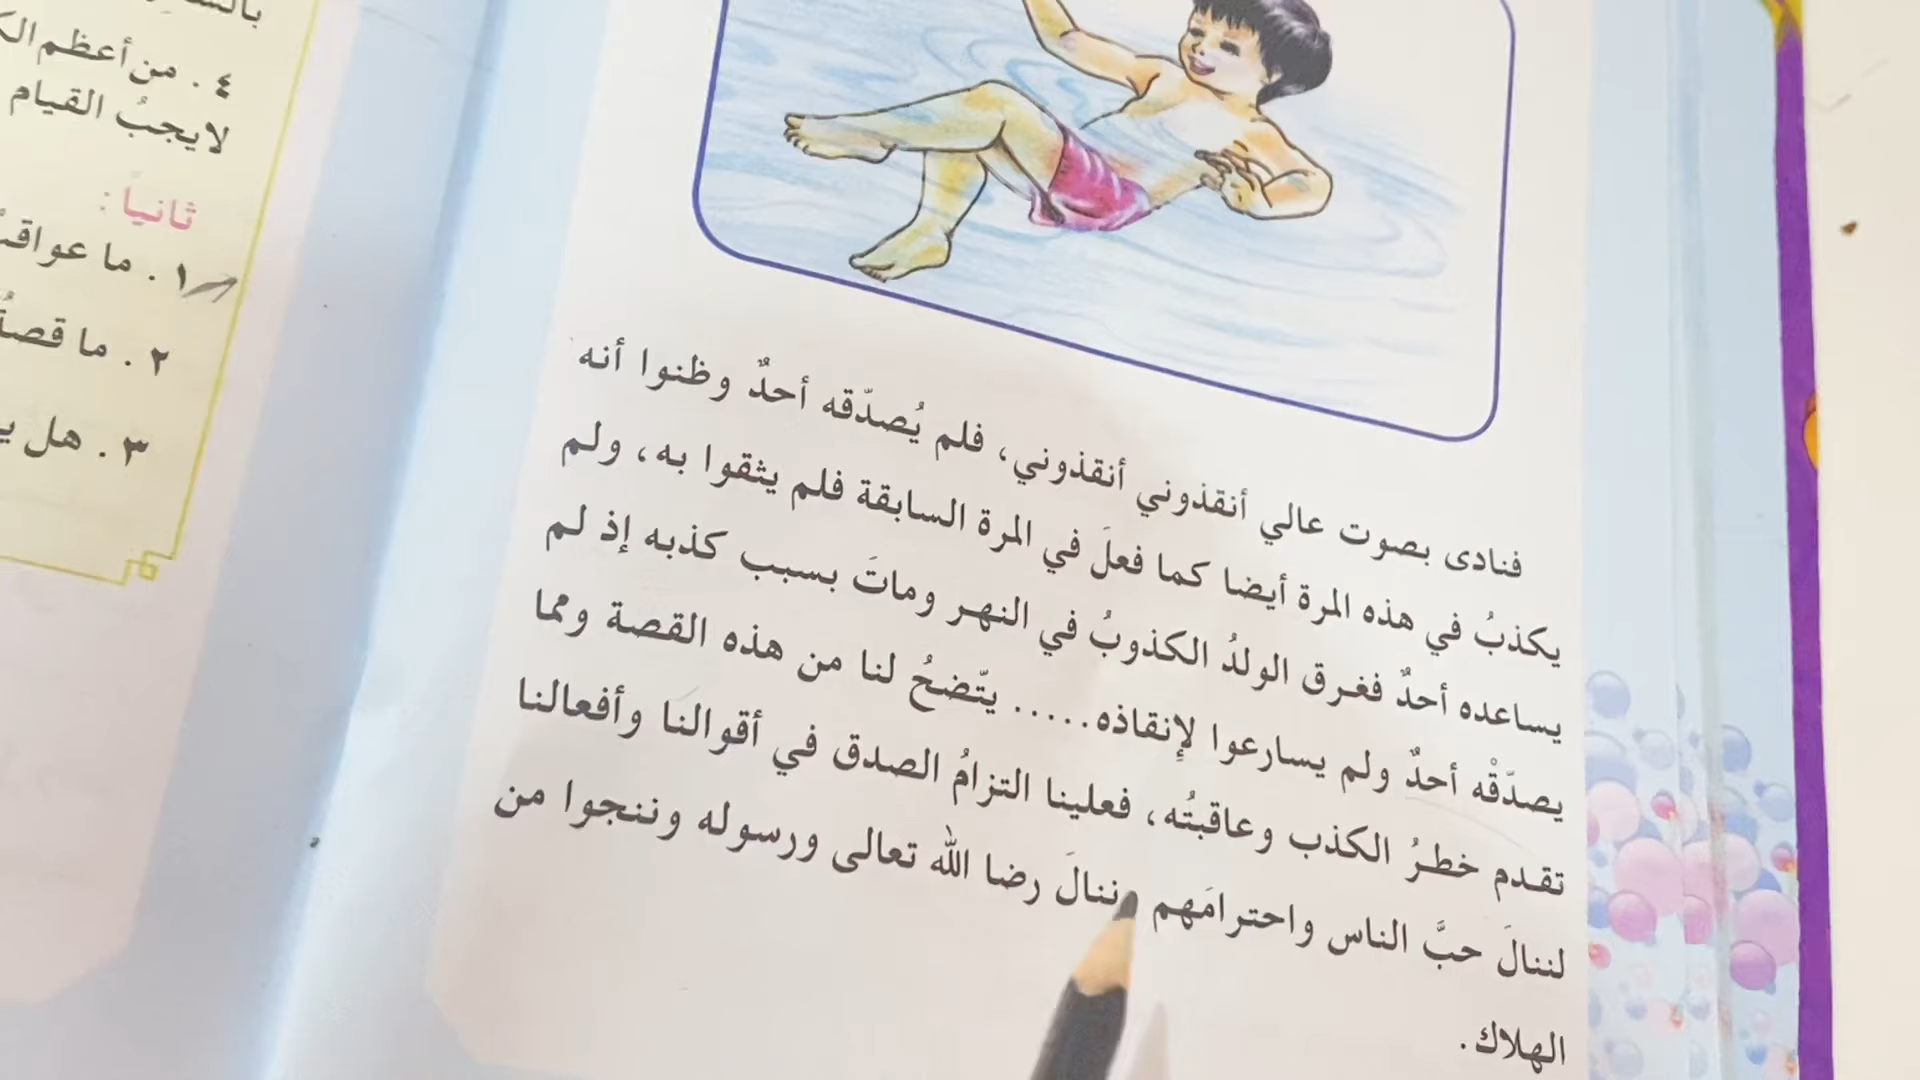 فنادى بصوت عالي أنقذوني أنقذوني، فلم يُصدّقه أحدٌ وظنوا أنه
يكذبُ في هذه المرة أيضا كما فعلَ في المرة السابقة فلم يثقوا به، ولم
يساعده أحدٌ فغرق الولدُ الكذوبُ في النهر وماتَ بسبب كذبه إذ لم
يصدّقْه أحدٌ ولم يسارعوا لإِنقاذه..... يتّضحُ لنا من هذه القصة ومما
تقدم خطرُ الكذب وعاقبتُه، فعلينا التزامُ الصدق في أقوالنا وأفعالنا
لننالَ حبَّ الناس واحترامَهم وننالَ رضا الله تعالى ورسوله وننجوا من
الهلاك.
٤. من أعظم
لا يجبُ القيام
ثانياً:
١. ما
٢. ما
٣. هل